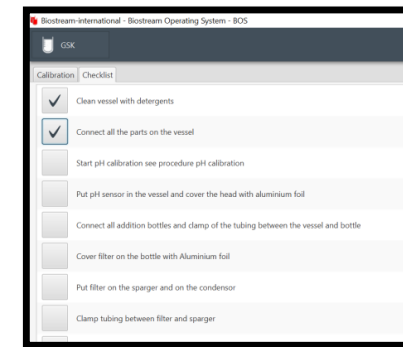 Biostream-international - Biostream Operating System - BOS
GSK
Calibration Checklist
Clean vessel with detergents
Connect all the parts on the vessel
Start pH calibration see procedure pH calibration
Put pH sensor in the vessel and cover the head with aluminium foil
Connect all addition bottles and clamp of the tubing between the vessel and bottle
Cover filter on the bottle with Aluminium foil
Put filter on the sparger and on the condensor
Clamp tubing between filter and sparger